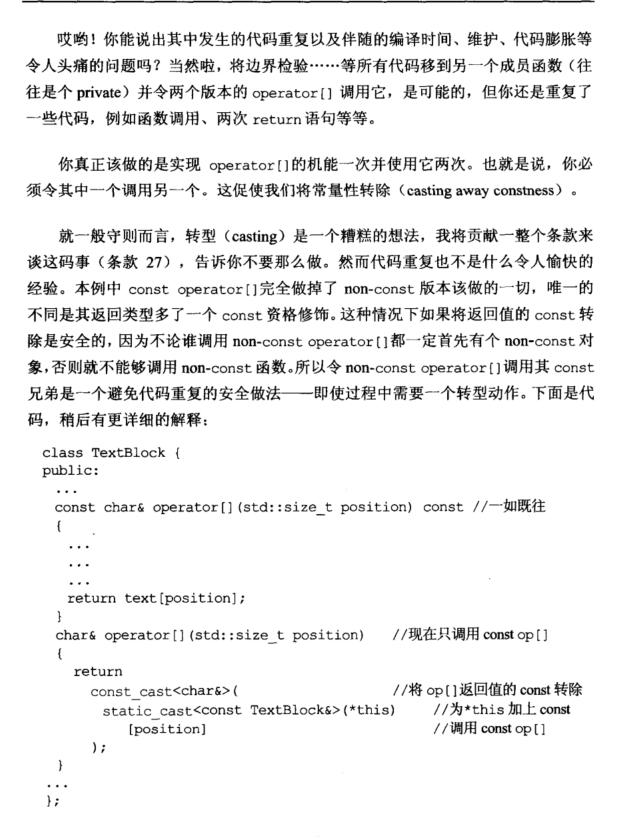 哎哟！你能说出其中发生的代码重复以及伴随的编译时间、维护、代码膨胀等
令人头痛的问题吗？当然啦，将边界检验……等所有代码移到另一个成员函数（往
往是个 private）并令两个版本的 operator[] 调用它，是可能的，但你还是重复了
一些代码，例如函数调用、两次 return 语句等等。
你真正该做的是实现 operator[]的机能一次并使用它两次。也就是说，你必
须令其中一个调用另一个。这促使我们将常量性转除（casting away constness）。
就一般守则而言，转型（casting）是一个糟糕的想法，我将贡献一整个条款来
谈这码事（条款 27），告诉你不要那么做。然而代码重复也不是什么令人愉快的
经验。本例中 const operator[]完全做掉了 non-const 版本该做的一切，唯一的
不同是其返回类型多了一个 const 资格修饰。这种情况下如果将返回值的 const 转
除是安全的，因为不论谁调用 non-const operator[]都一定首先有个 non-const 对
象，否则就不能够调用 non-const 函数。所以令 non-const operator[]调用其 const
兄弟是一个避免代码重复的安全做法——即使过程中需要一个转型动作。下面是代
码，稍后有更详细的解释：
class TextBlock {
public:
...
const char& operator[](std::size_t position) const //一如既往
{
...
...
...
return text[position];
}
char& operator[](std::size_t position) //现在只调用 const op[]
{
return
const_cast<char&>( //将 op[]返回值的 const 转除
static_cast<const TextBlock&>(*this) //为*this 加上 const
[position] //调用 const op[]
);
}
...
};